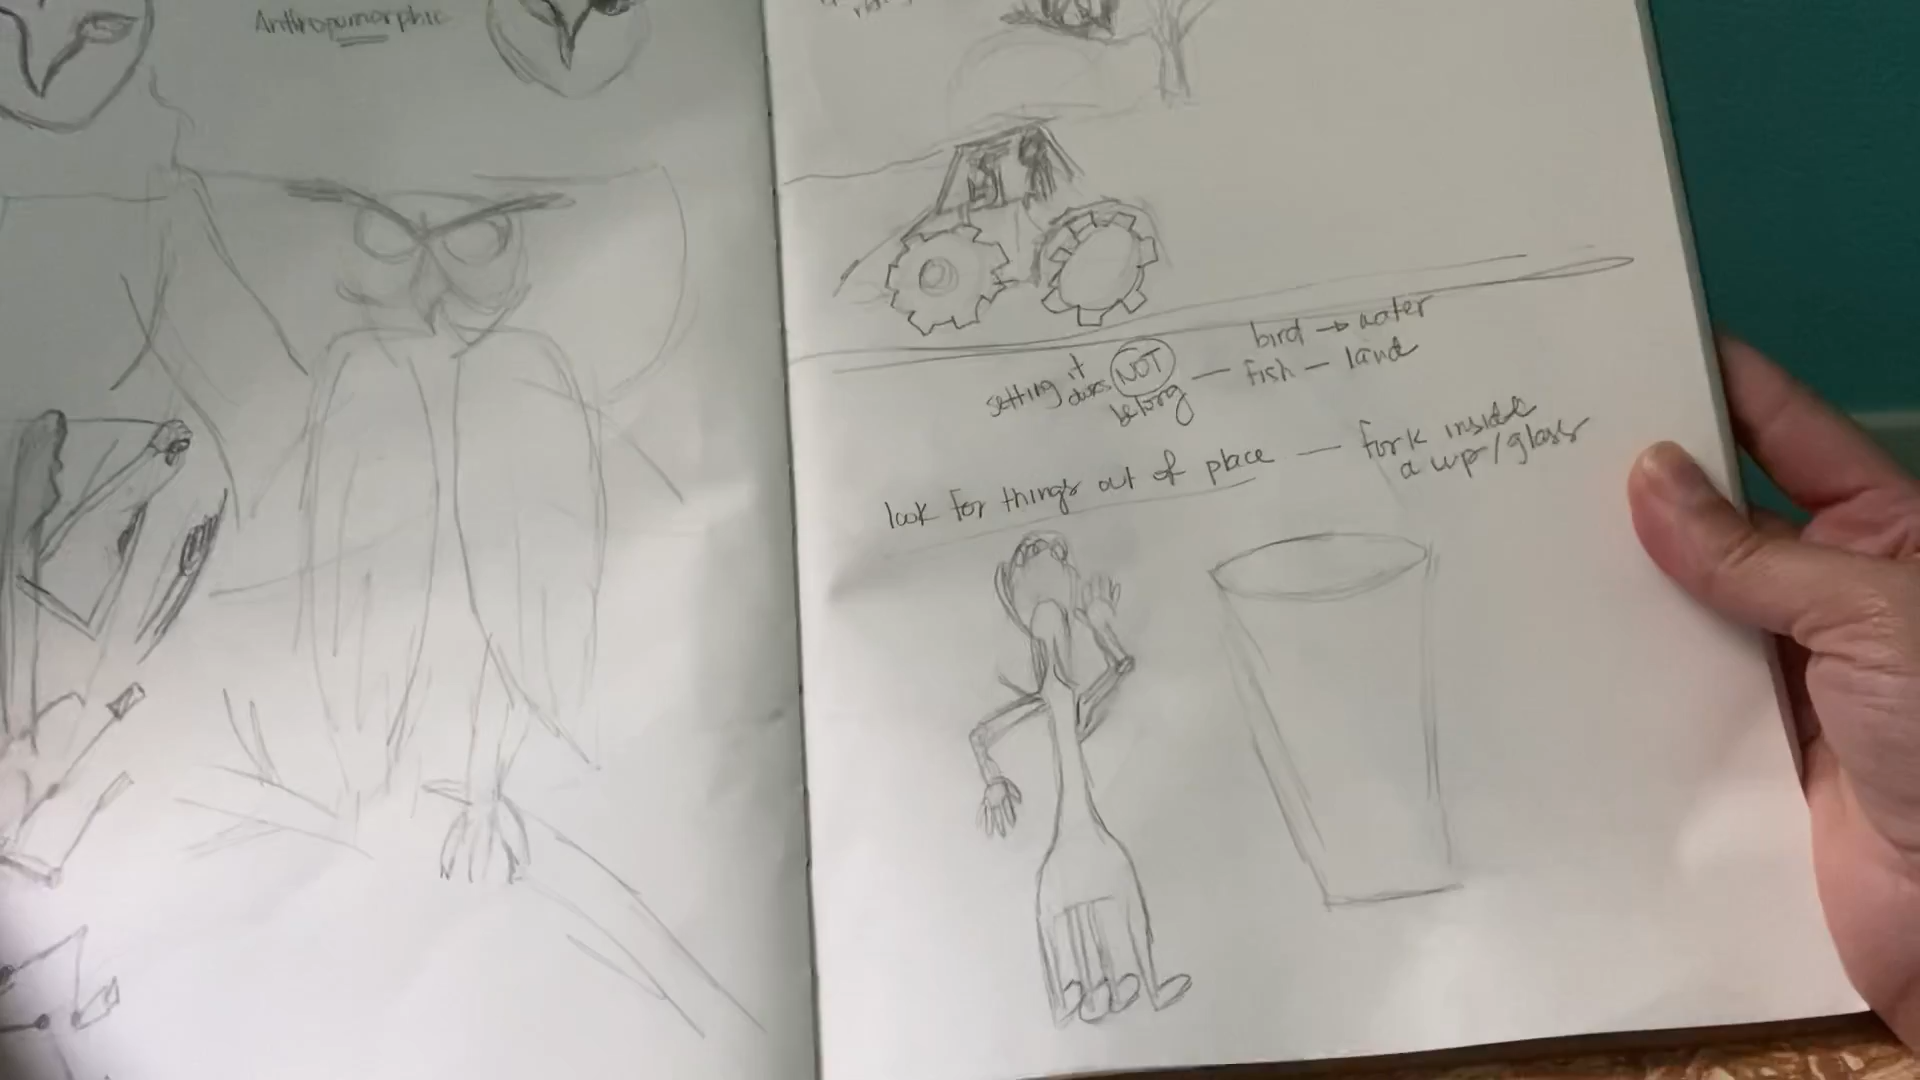 Anthropomorphic
setting it does NOT belong — bird → water
fish — land
look for things out of place — fork inside
a cup/glass